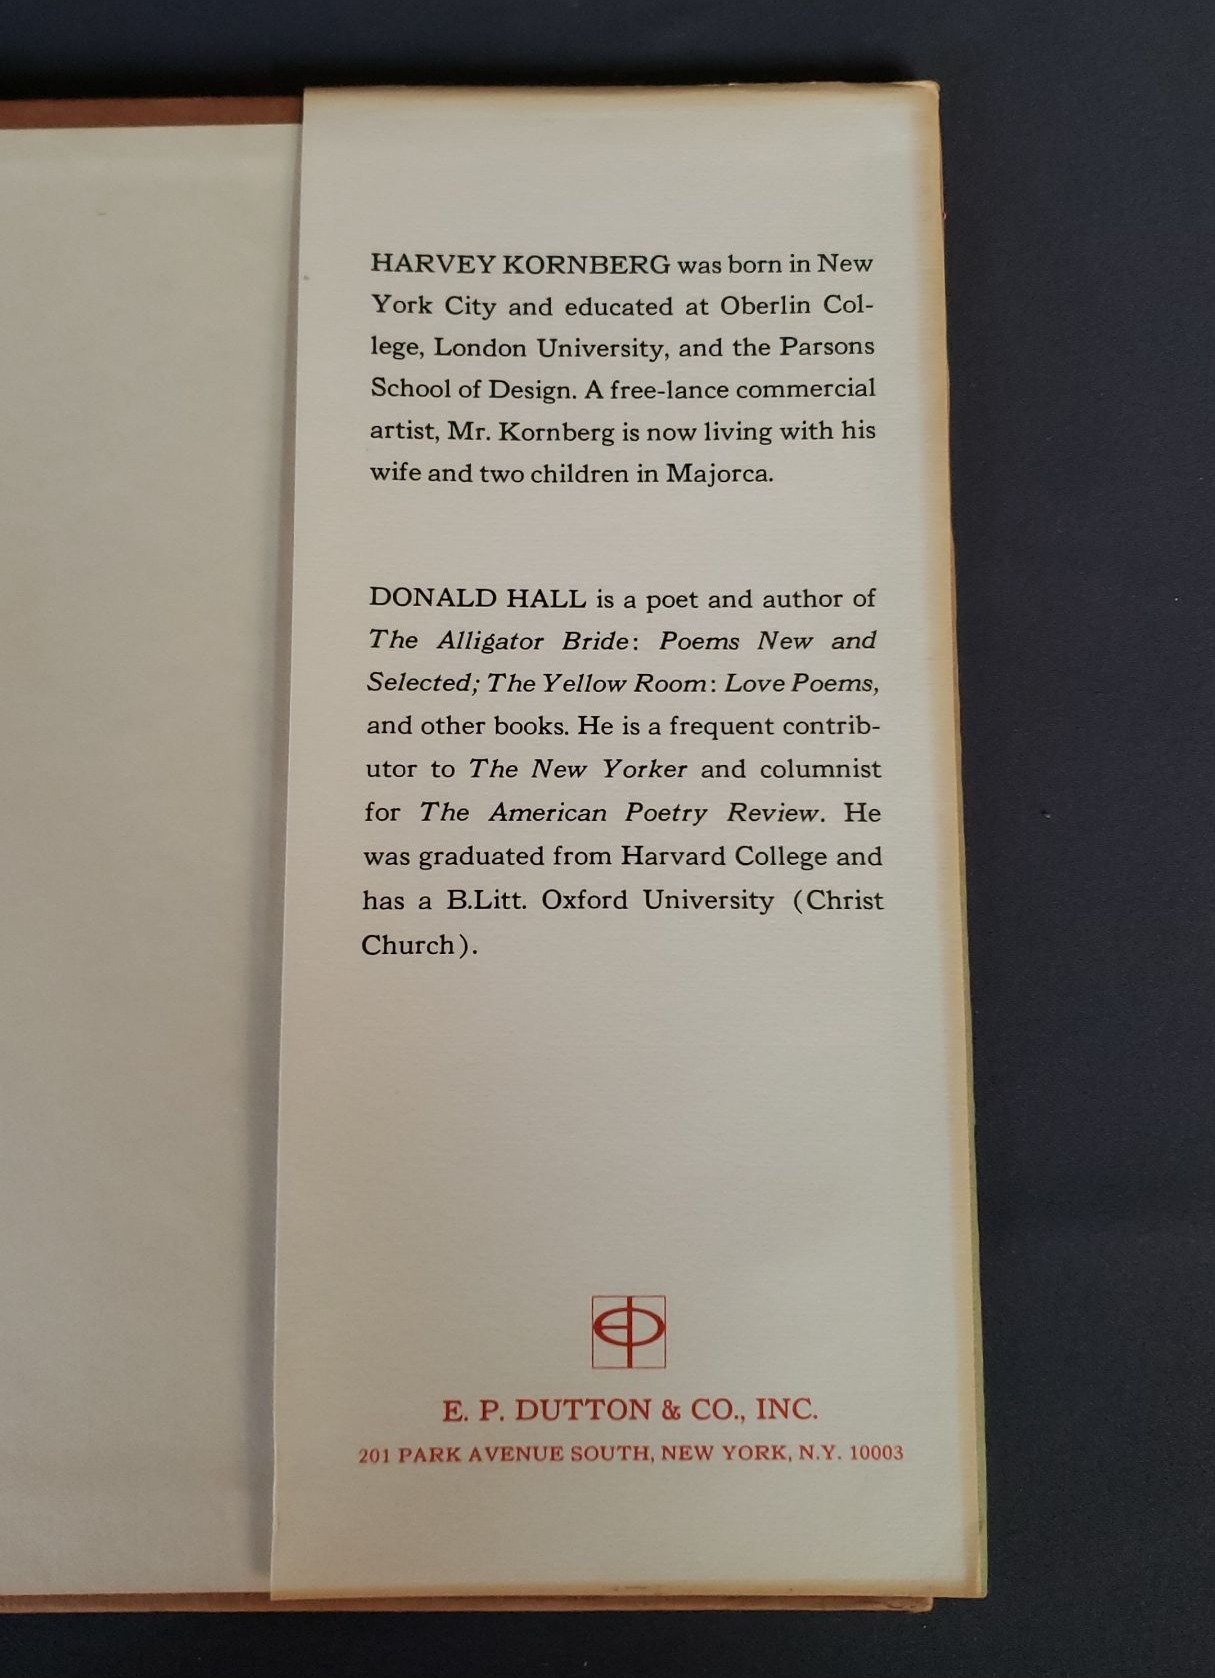 HARVEY KORNBERG was born in New
York City and educated at Oberlin Col-
lege, London University, and the Parsons
School of Design. A free-lance commercial
artist, Mr. Kornberg is now living with his
wife and two children in Majorca.
DONALD HALL is a poet and author of
The Alligator Bride: Poems New and
Selected; The Yellow Room: Love Poems,
and other books. He is a frequent contrib-
utor to The New Yorker and columnist
for The American Poetry Review. He
was graduated from Harvard College and
has a B.Litt. Oxford University (Christ
Church).
E. P. DUTTON & CO., INC.
201 PARK AVENUE SOUTH, NEW YORK, N.Y. 10003